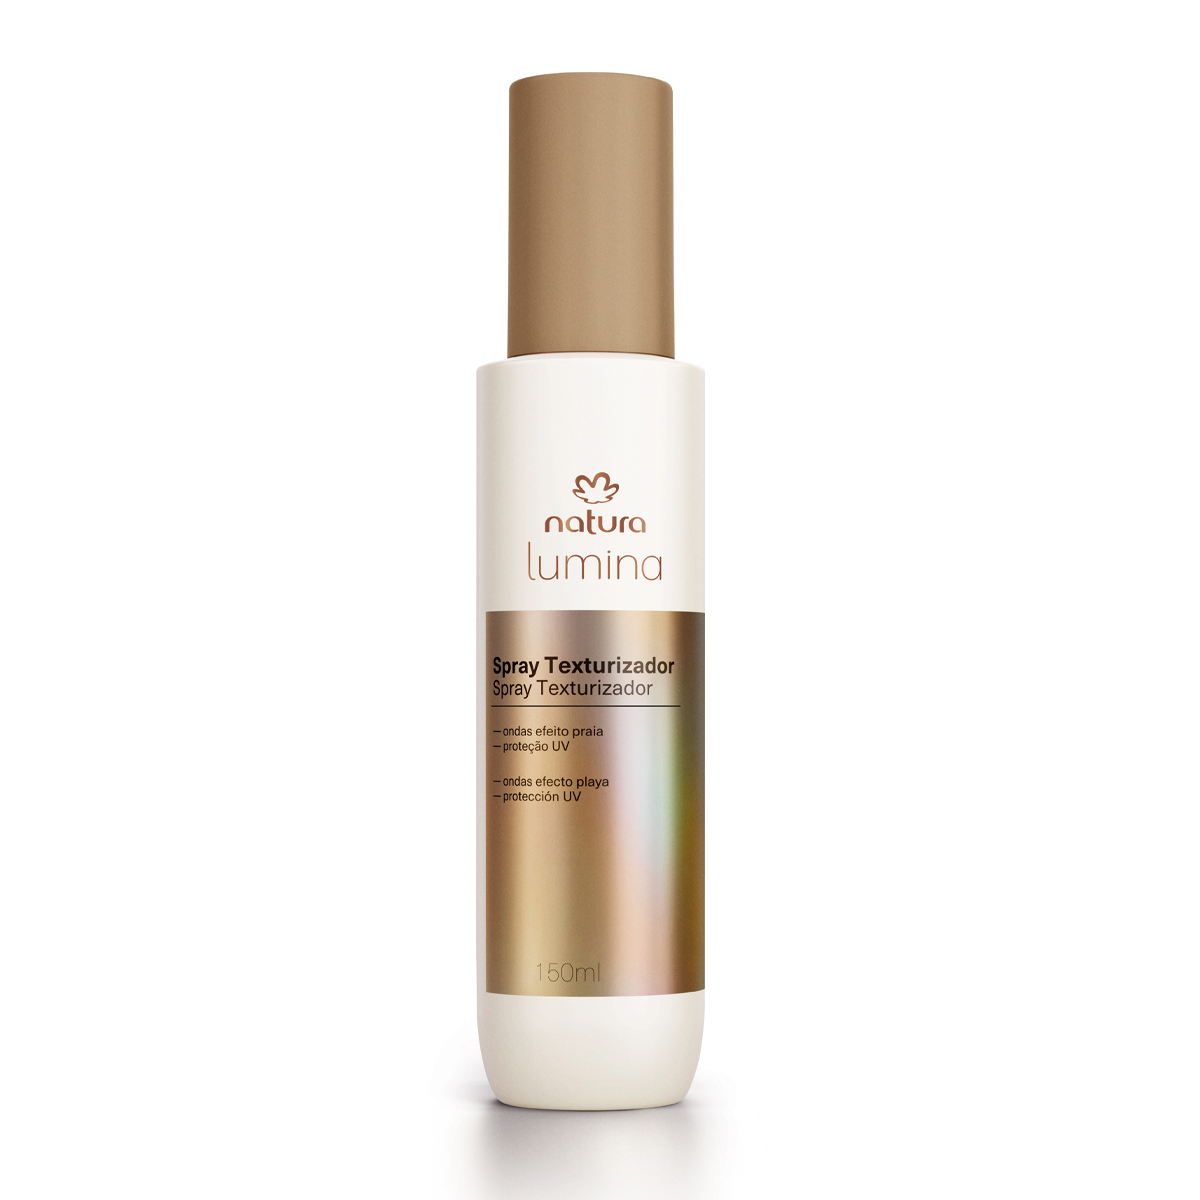 natura
lumina
Spray Texturizador
Spray Texturizador
— ondas efeito praia
— proteção UV
— ondas efecto playa
— protección UV
150ml